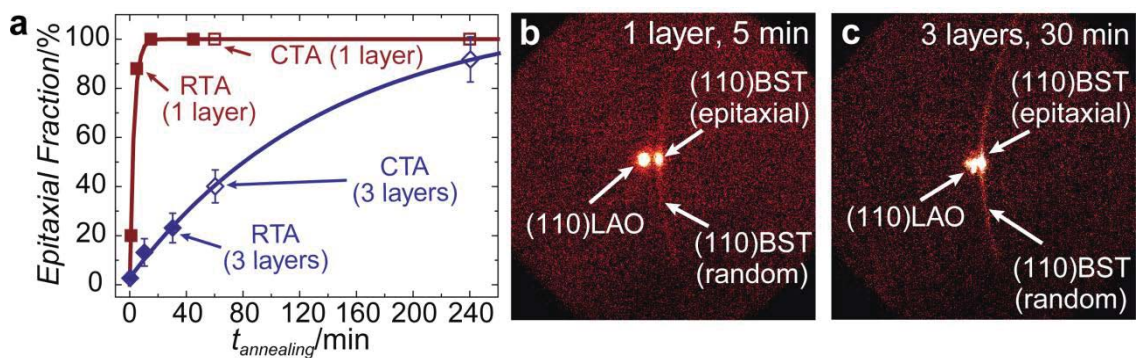 a
Epitaxial Fraction/%
100
80
60
40
20
0
CTA (1 layer)
RTA
(1 layer)
CTA
(3 layers)
RTA
(3 layers)
0 40 80 120 160 200 240
t annealing/min
b
1 layer, 5 min
(110)BST
(epitaxial)
(110)LAO
(110)BST
(random)
c
3 layers, 30 min
(110)BST
(epitaxial)
(110)LAO
(110)BST
(random)